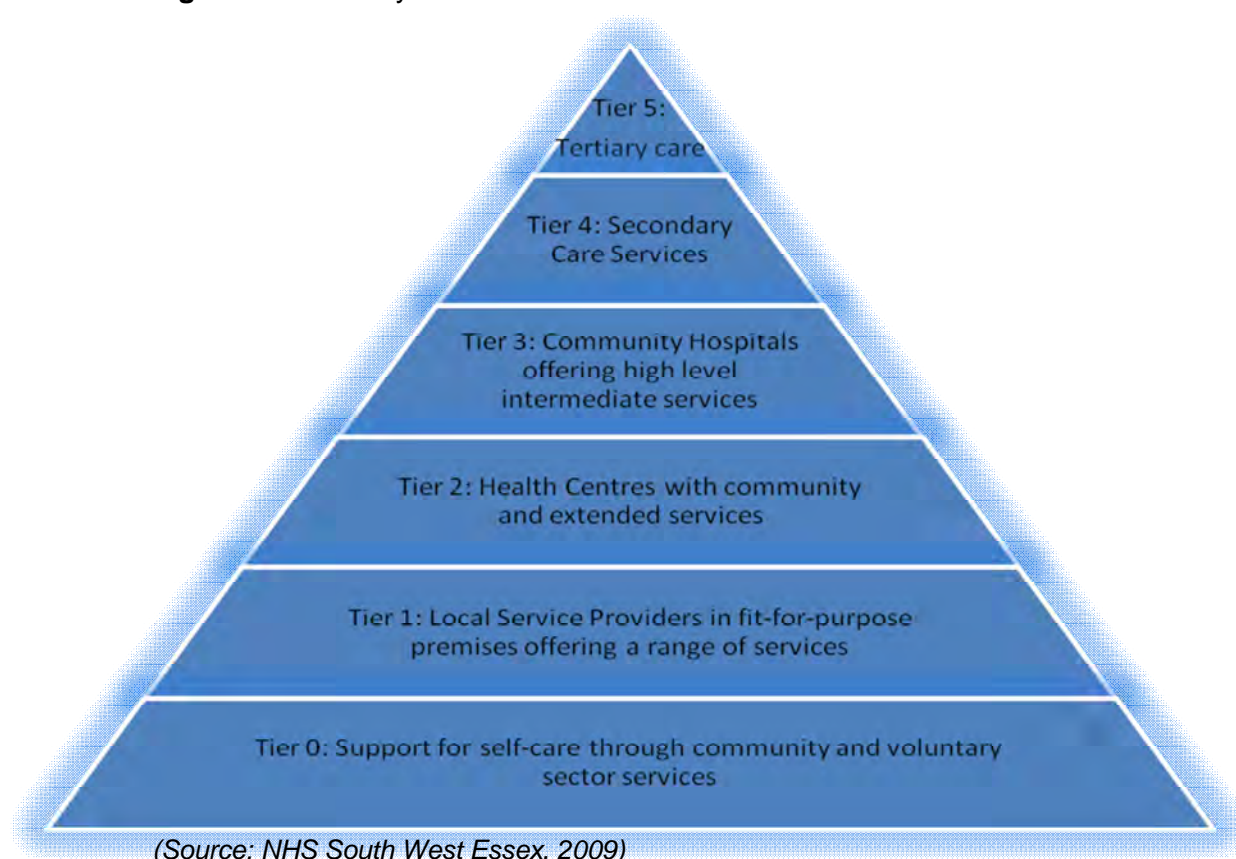 Tier 5:
Tertiary care
Tier 4: Secondary
Care Services
Tier 3: Community Hospitals
offering high level
intermediate services
Tier 2: Health Centres with community
and extended services
Tier 1: Local Service Providers in fit-for-purpose
premises offering a range of services
Tier 0: Support for self-care through community and voluntary
sector services
(Source: NHS South West Essex, 2009)